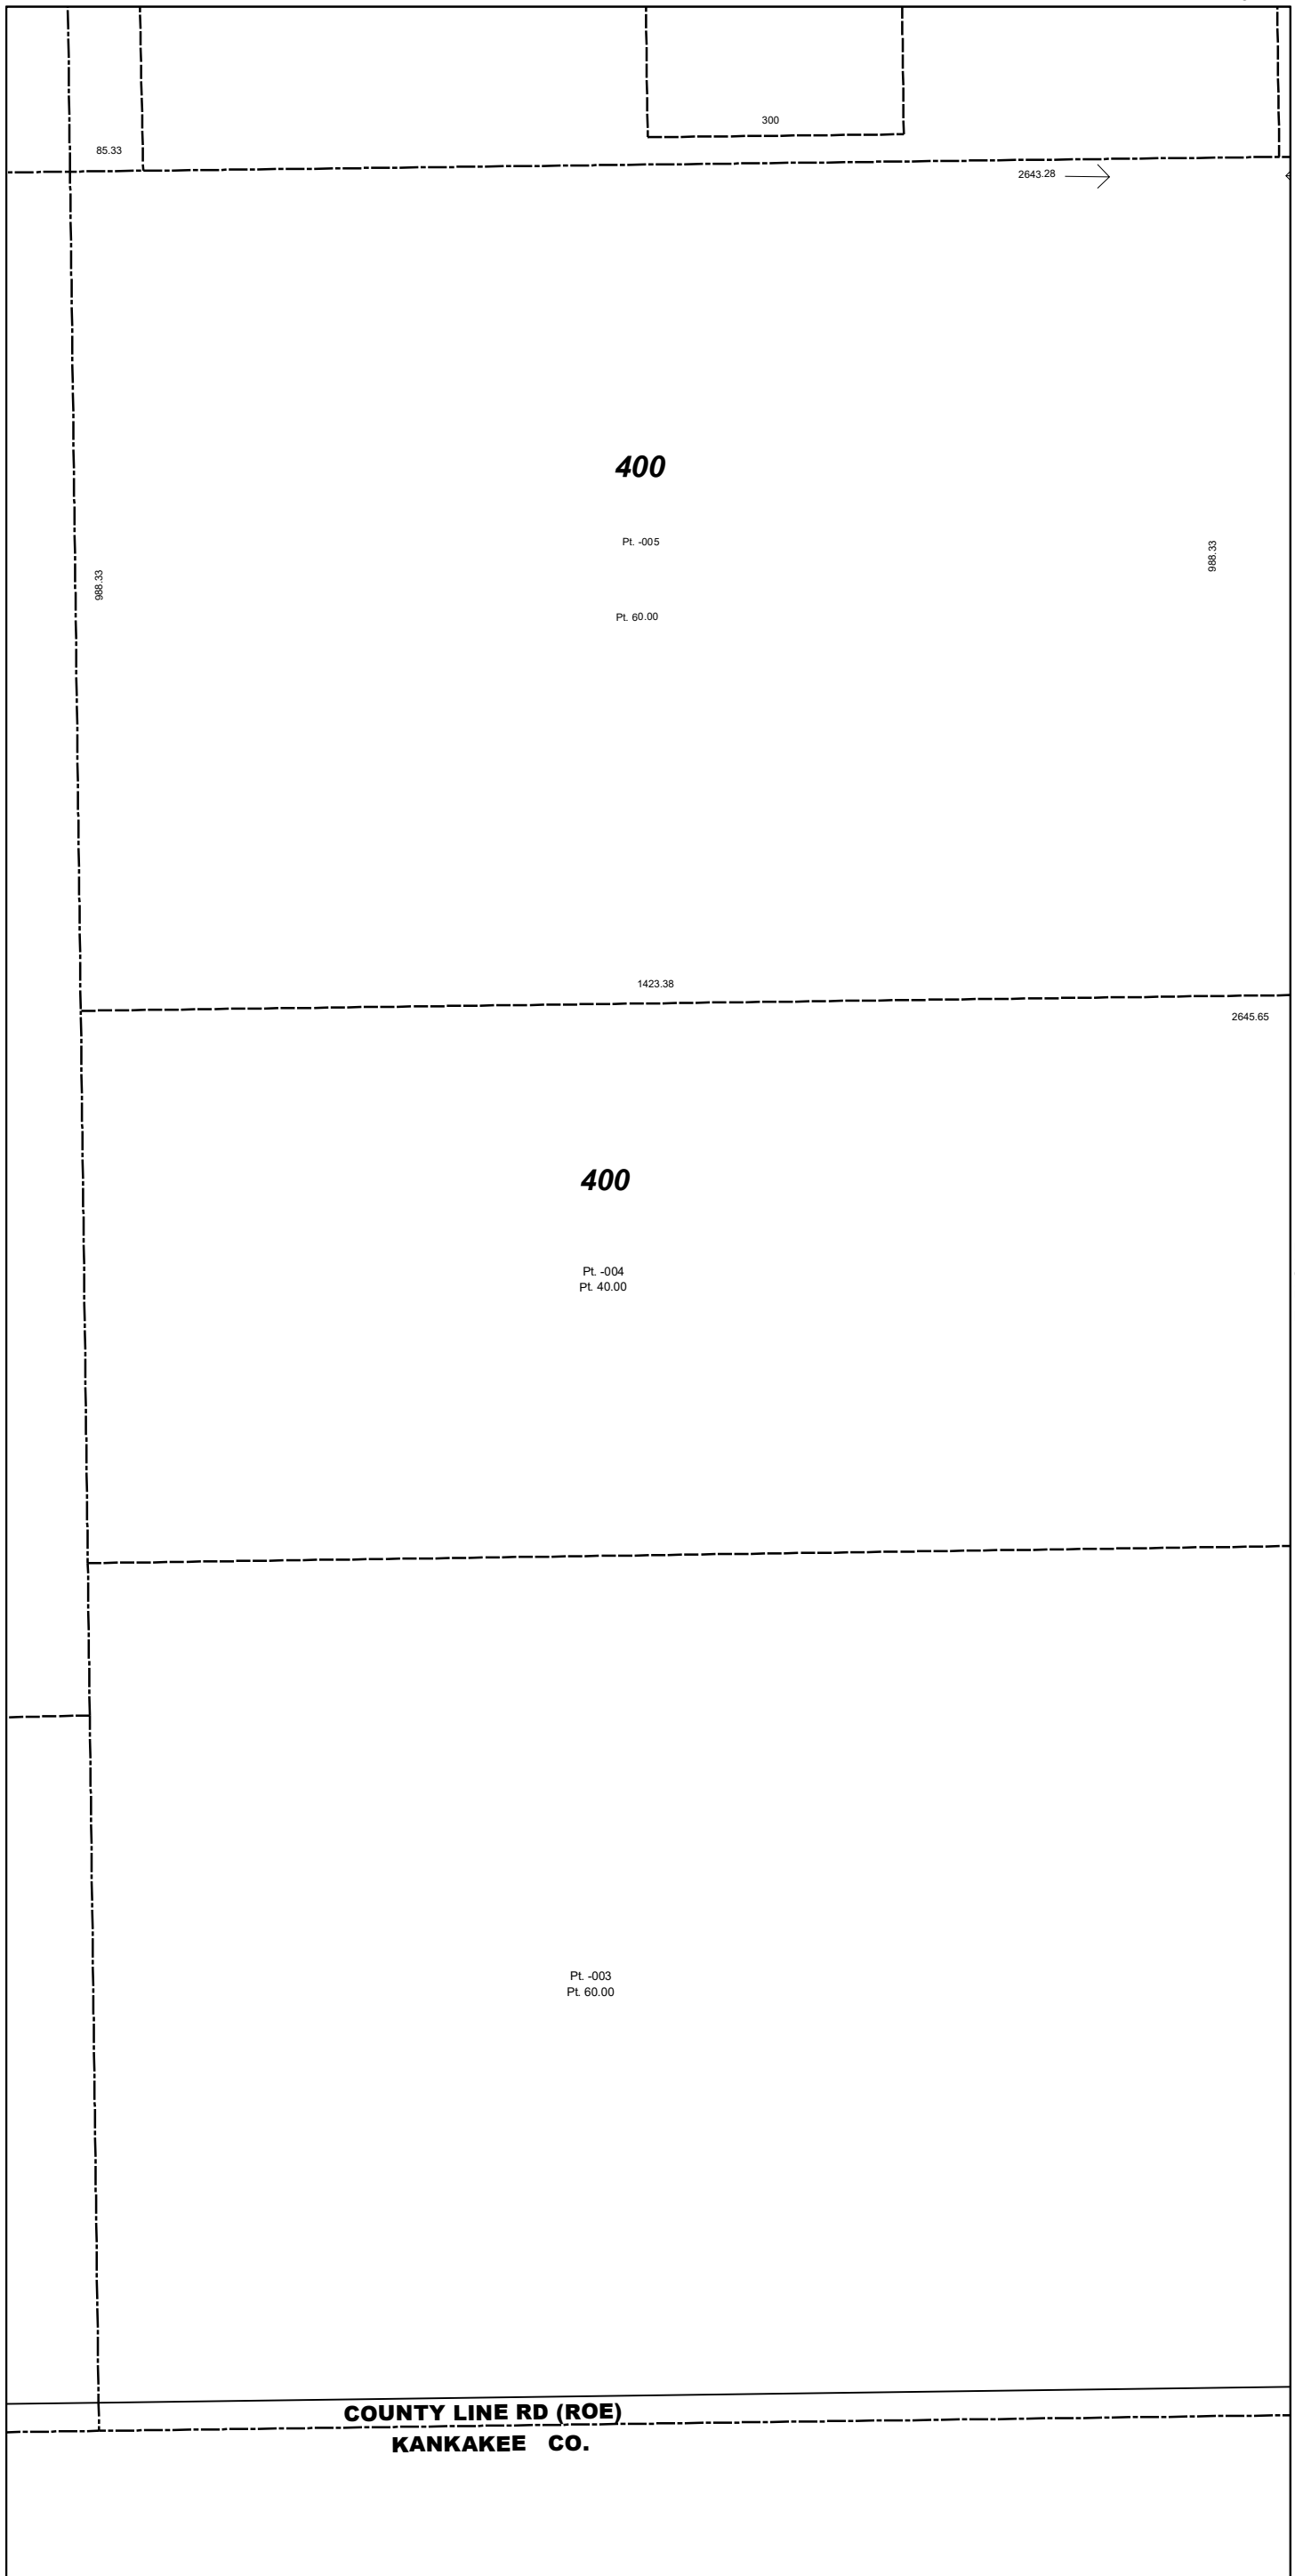 300
85.33
2643.28
400
Pt. -005
988.33
988.33
Pt. 60.00
1423.38
2645.65
400
Pt. -004
Pt. 40.00
Pt. -003
Pt. 60.00
COUNTY LINE RD (ROE)
KANKAKEE CO.